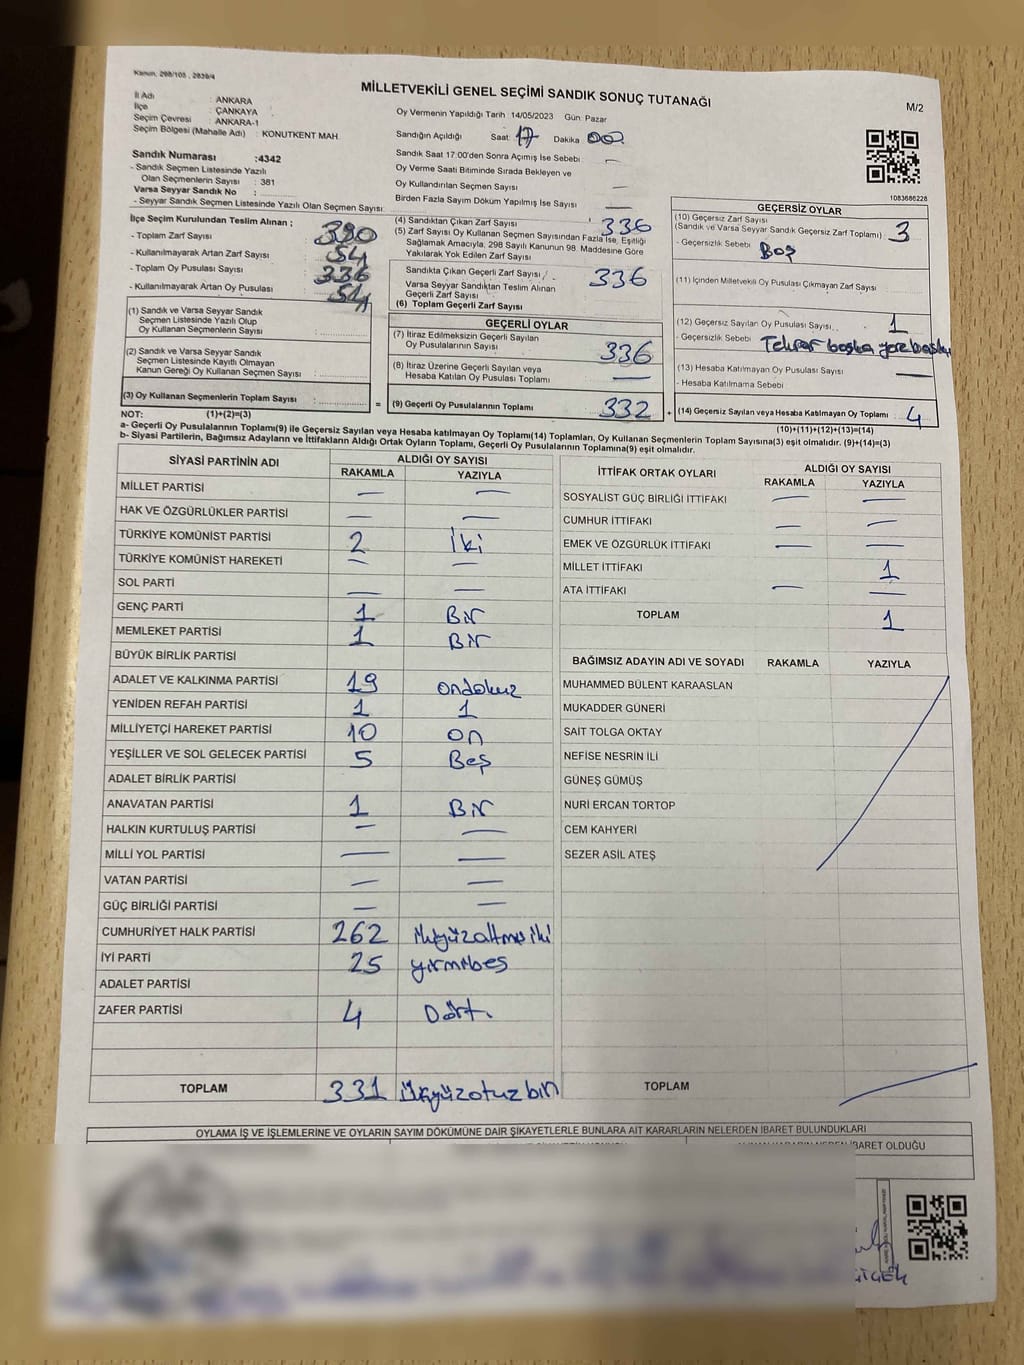 Kanun, 298/105 , 2839/4
MİLLETVEKİLİ GENEL SEÇİMİ SANDIK SONUÇ TUTANAĞI
M/2
İl Adı : ANKARA
İlçe : ÇANKAYA
Seçim Çevresi : ANKARA-1
Seçim Bölgesi (Mahalle Adı) : KONUTKENT MAH
Sandık Numarası :4342
- Sandık Seçmen Listesinde Yazılı
Olan Seçmenlerin Sayısı : 381
Varsa Seyyar Sandık No :
- Seyyar Sandık Seçmen Listesinde Yazılı Olan Seçmen Sayısı
Oy Vermenin Yapıldığı Tarih : 14/05/2023 Gün: Pazar
Sandığın Açıldığı Saat: 17 Dakika 00
Sandık Saat 17:00'den Sonra Açımış İse Sebebi —
Oy Verme Saati Bitiminde Sırada Bekleyen ve
Oy Kullandırılan Seçmen Sayısı —
Birden Fazla Sayım Döküm Yapılmış İse Sayısı —
1083686228
İlçe Seçim Kurulundan Teslim Alınan ;
- Toplam Zarf Sayısı 390
- Kullanılmayarak Artan Zarf Sayısı 54
- Toplam Oy Pusulası Sayısı 336
- Kullanılmayarak Artan Oy Pusulası 54
(1) Sandık ve Varsa Seyyar Sandık
Seçmen Listesinde Yazılı Olup
Oy Kullanan Seçmenlerin Sayısı :
(2) Sandık ve Varsa Seyyar Sandık
Seçmen Listesinde Kayıtlı Olmayan
Kanun Gereği Oy Kullanan Seçmen Sayısı :
(3) Oy Kullanan Seçmenlerin Toplam Sayısı :
(4) Sandıktan Çıkan Zarf Sayısı : 336
(5) Zarf Sayısı Oy Kullanan Seçmen Sayısından Fazla İse, Eşitliği
Sağlamak Amacıyla, 298 Sayılı Kanunun 98. Maddesine Göre
Yakılarak Yok Edilen Zarf Sayısı
Sandıkta Çıkan Geçerli Zarf Sayısı 336
Varsa Seyyar Sandıktan Teslim Alınan
Geçerli Zarf Sayısı
(6) Toplam Geçerli Zarf Sayısı
GEÇERLİ OYLAR
(7) İtiraz Edilmeksizin Geçerli Sayılan
Oy Pusulalarının Sayısı 336
(8) İtiraz Üzerine Geçerli Sayılan veya
Hesaba Katılan Oy Pusulası Toplamı —
= (9) Geçerli Oy Pusulalarının Toplamı 332
GEÇERSİZ OYLAR
(10) Geçersiz Zarf Sayısı
(Sandık ve Varsa Seyyar Sandık Geçersiz Zarf Toplamı) 3
- Geçersizlik Sebebi Boş
(11) İçinden Milletvekili Oy Pusulası Çıkmayan Zarf Sayısı
(12) Geçersiz Sayılan Oy Pusulası Sayısı 1
- Geçersizlik Sebebi Tekrar başka yere baskı
(13) Hesaba Katılmayan Oy Pusulası Sayısı —
- Hesaba Katılmama Sebebi
+ (14) Geçersiz Sayılan veya Hesaba Katılmayan Oy Toplamı 4
NOT: (1)+(2)=(3)
(10)+(11)+(12)+(13)=(14)
a- Geçerli Oy Pusulalarının Toplamı(9) ile Geçersiz Sayılan veya Hesaba katılmayan Oy Toplamı(14) Toplamları, Oy Kullanan Seçmenlerin Toplam Sayısına(3) eşit olmalıdır. (9)+(14)=(3)
b- Siyasi Partilerin, Bağımsız Adayların ve İttifakların Aldığı Ortak Oyların Toplamı, Geçerli Oy Pusulalarının Toplamına(9) eşit olmalıdır.
SİYASİ PARTİNİN ADI ALDIĞI OY SAYISI
RAKAMLA YAZIYLA
MİLLET PARTİSİ — —
HAK VE ÖZGÜRLÜKLER PARTİSİ — —
TÜRKİYE KOMÜNİST PARTİSİ 2 İki
TÜRKİYE KOMÜNİST HAREKETİ — —
SOL PARTİ — —
GENÇ PARTİ 1 Bir
MEMLEKET PARTİSİ 1 Bir
BÜYÜK BİRLİK PARTİSİ
ADALET VE KALKINMA PARTİSİ 19 ondokuz
YENİDEN REFAH PARTİSİ 1 1
MİLLİYETÇİ HAREKET PARTİSİ 10 on
YEŞİLLER VE SOL GELECEK PARTİSİ 5 Beş
ADALET BİRLİK PARTİSİ
ANAVATAN PARTİSİ 1 Bir
HALKIN KURTULUŞ PARTİSİ — —
MİLLİ YOL PARTİSİ — —
VATAN PARTİSİ — —
GÜÇ BİRLİĞİ PARTİSİ — —
CUMHURİYET HALK PARTİSİ 262 ikiyüzaltmışiki
İYİ PARTİ 25 yirmibeş
ADALET PARTİSİ
ZAFER PARTİSİ 4 Dört.
TOPLAM 331 üçyüzotuzbir
İTTİFAK ORTAK OYLARI ALDIĞI OY SAYISI
RAKAMLA YAZIYLA
SOSYALİST GÜÇ BİRLİĞİ İTTİFAKI — —
CUMHUR İTTİFAKI — —
EMEK VE ÖZGÜRLÜK İTTİFAKI — —
MİLLET İTTİFAKI 1
ATA İTTİFAKI — —
TOPLAM 1
BAĞIMSIZ ADAYIN ADI VE SOYADI RAKAMLA YAZIYLA
MUHAMMED BÜLENT KARAASLAN
MUKADDER GÜNERİ
SAİT TOLGA OKTAY
NEFİSE NESRİN İLİ
GÜNEŞ GÜMÜŞ
NURİ ERCAN TORTOP
CEM KAHYERİ
SEZER ASİL ATEŞ
TOPLAM
OYLAMA İŞ VE İŞLEMLERİNE VE OYLARIN SAYIM DÖKÜMÜNE DAİR ŞİKAYETLERLE BUNLARA AİT KARARLARIN NELERDEN İBARET BULUNDUKLARI
İBARET OLDUĞU